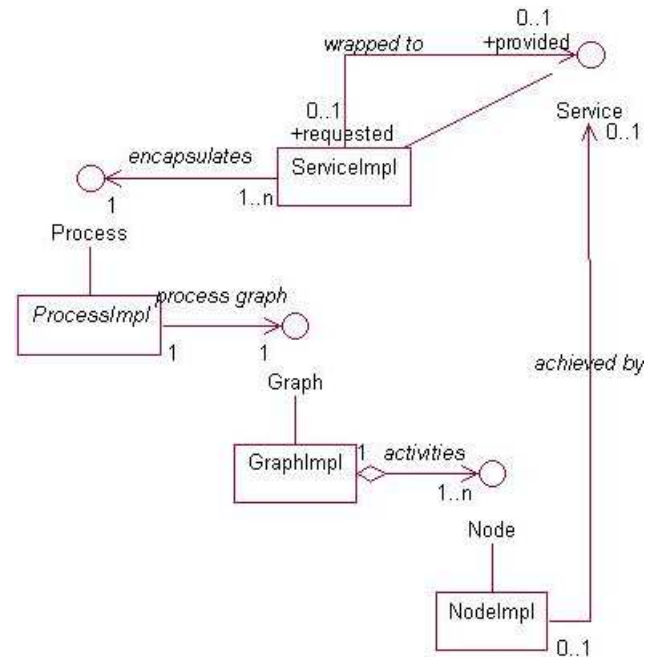 0..1
wrapped to
+provided
0..1
Service
+requested
0..1
encapsulates
ServiceImpl
1
1..n
Process
process graph
ProcessImpl
1
1
achieved by
Graph
1
activities
GraphImpl
1..n
Node
NodeImpl
0..1